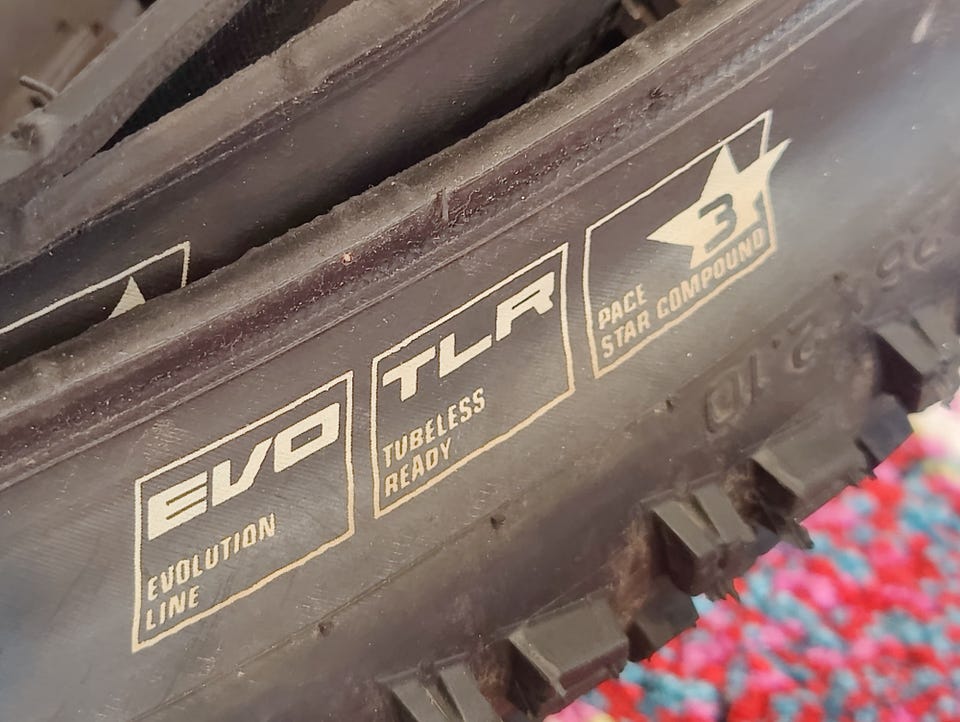 EVO
EVOLUTION
LINE
TLR
TUBELESS
READY
3
PACE
STAR COMPOUND